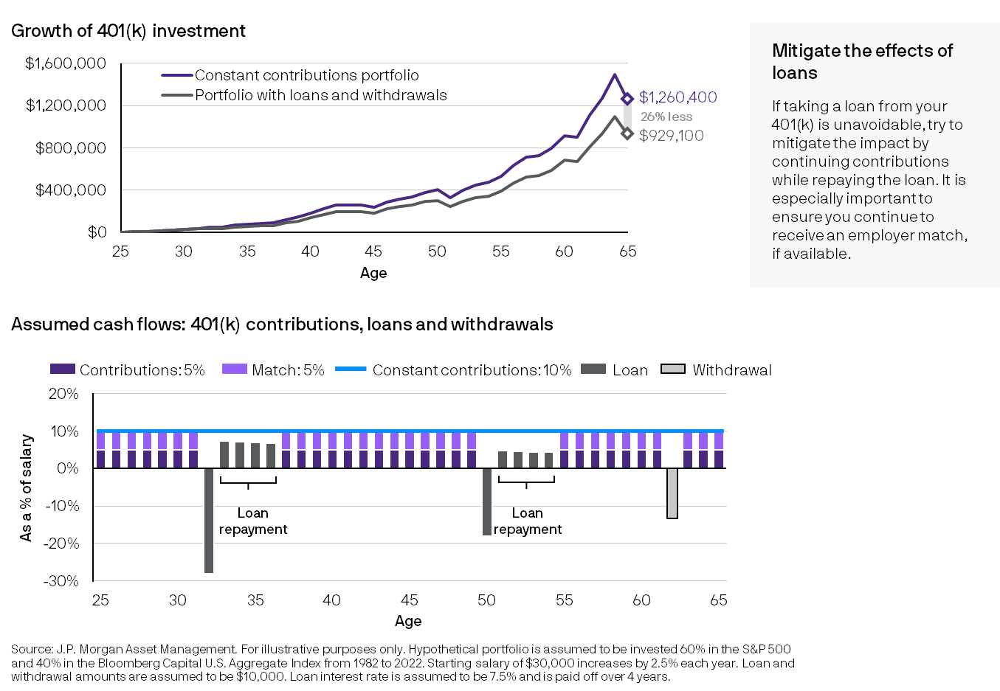 Growth of 401(k) investment
$1,600,000
$1,200,000
$800,000
$400,000
$0
Constant contributions portfolio
Portfolio with loans and withdrawals
$1,260,400
26% less
$929,100
25 30 35 40 45 50 55 60 65
Age
Mitigate the effects of
loans
If taking a loan from your
401(k) is unavoidable, try to
mitigate the impact by
continuing contributions
while repaying the loan. It is
especially important to
ensure you continue to
receive an employer match,
if available.
Assumed cash flows: 401(k) contributions, loans and withdrawals
Contributions: 5% Match: 5% Constant contributions: 10% Loan Withdrawal
As a % of salary
20%
10%
0%
-10%
-20%
-30%
Loan
repayment
Loan
repayment
25 30 35 40 45 50 55 60 65
Age
Source: J.P. Morgan Asset Management. For illustrative purposes only. Hypothetical portfolio is assumed to be invested 60% in the S&P 500
and 40% in the Bloomberg Capital U.S. Aggregate Index from 1982 to 2022. Starting salary of $30,000 increases by 2.5% each year. Loan and
withdrawal amounts are assumed to be $10,000. Loan interest rate is assumed to be 7.5% and is paid off over 4 years.